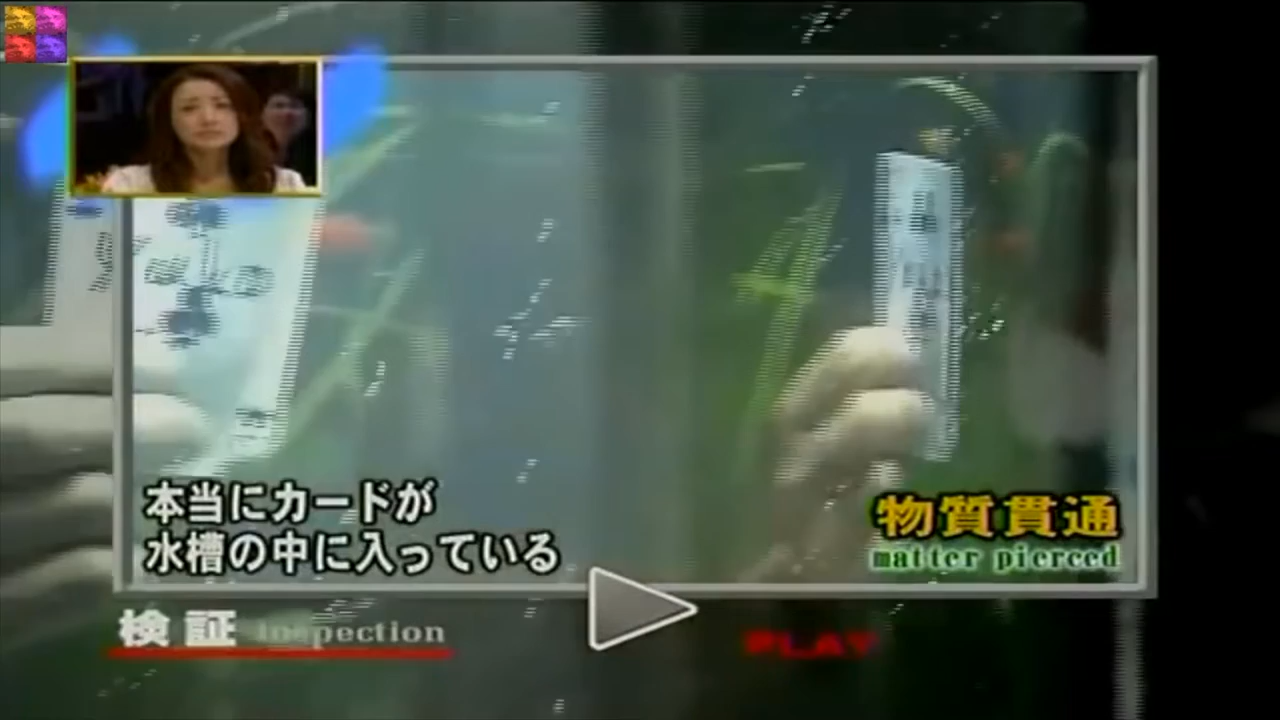 Yuko
本当にカードが
水槽の中に入っている
物質貫通
matter pierced
検証 inspection
PLAY